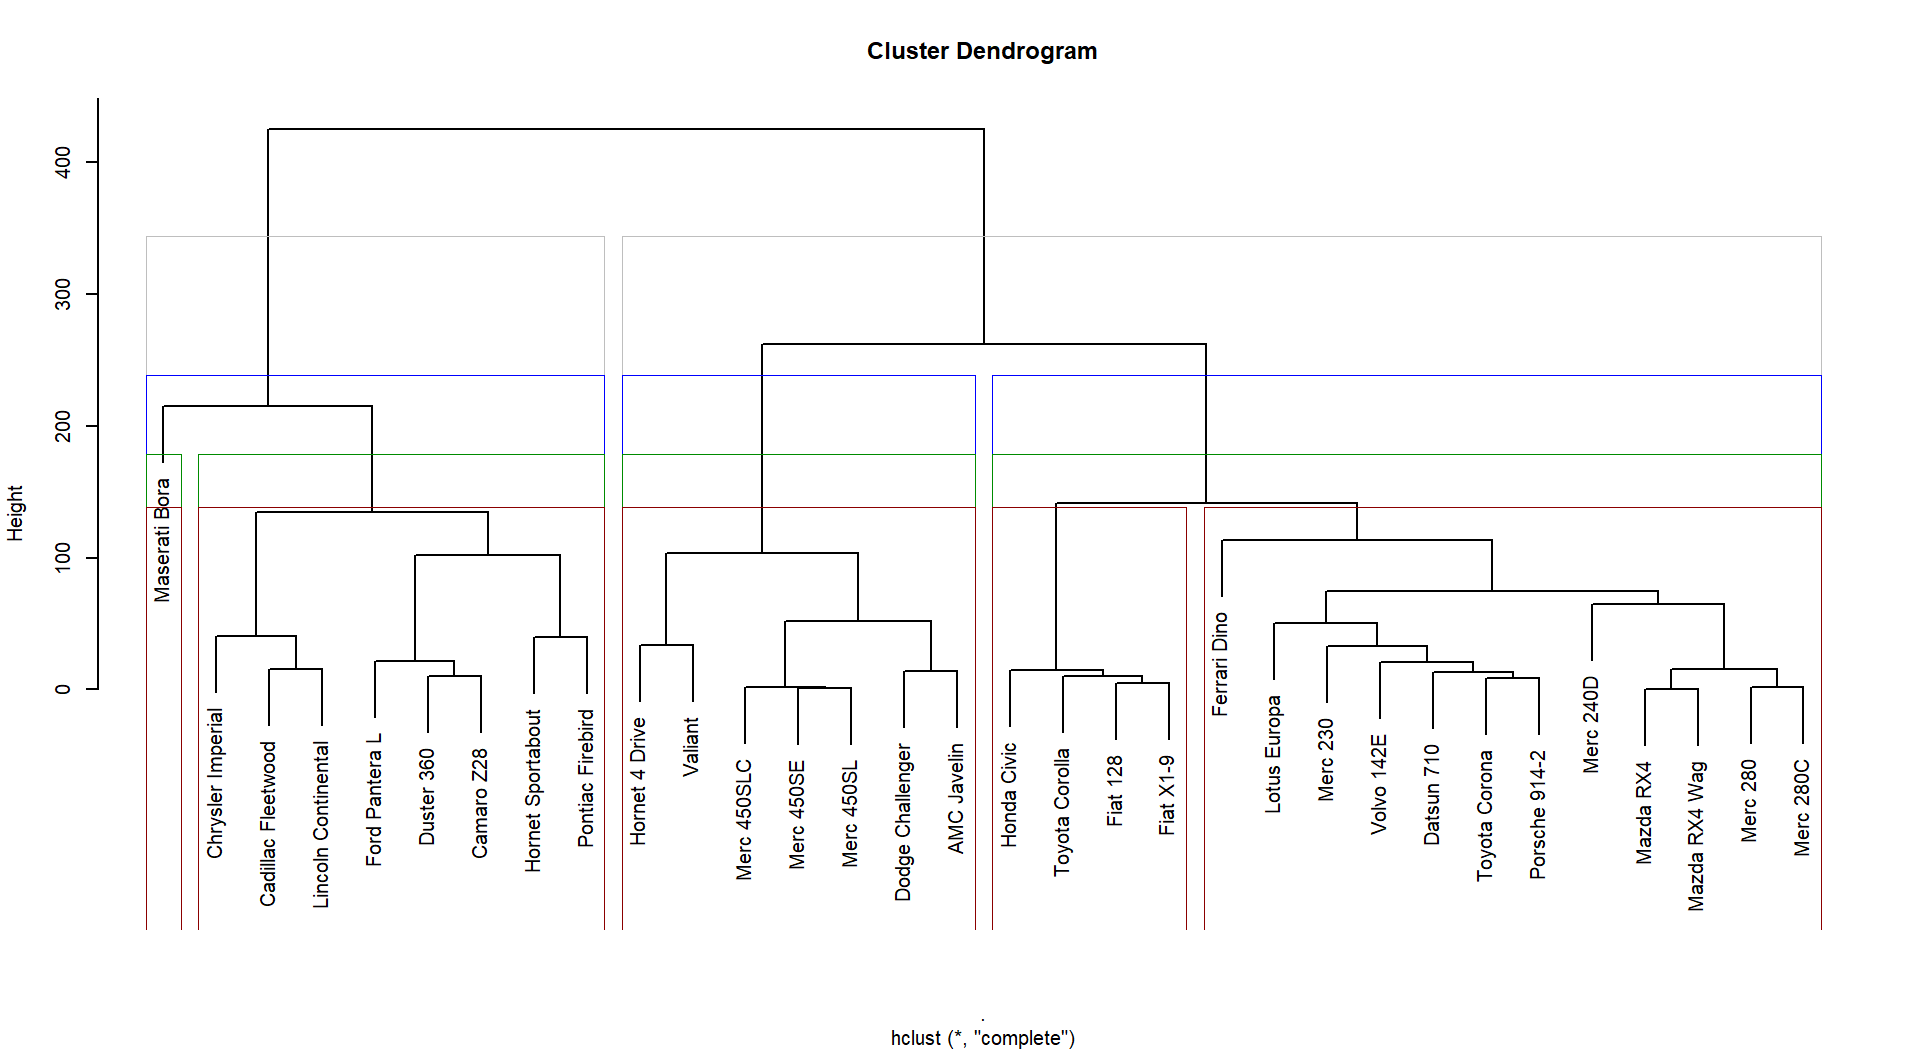 Cluster Dendrogram
Height
400
300
200
100
0
Maserati Bora
Chrysler Imperial
Cadillac Fleetwood
Lincoln Continental
Ford Pantera L
Duster 360
Camaro Z28
Hornet Sportabout
Pontiac Firebird
Hornet 4 Drive
Valiant
Merc 450SLC
Merc 450SE
Merc 450SL
Dodge Challenger
AMC Javelin
Honda Civic
Toyota Corolla
Fiat 128
Fiat X1-9
Ferrari Dino
Lotus Europa
Merc 230
Volvo 142E
Datsun 710
Toyota Corona
Porsche 914-2
Merc 240D
Mazda RX4
Mazda RX4 Wag
Merc 280
Merc 280C
.
hclust (*, "complete")